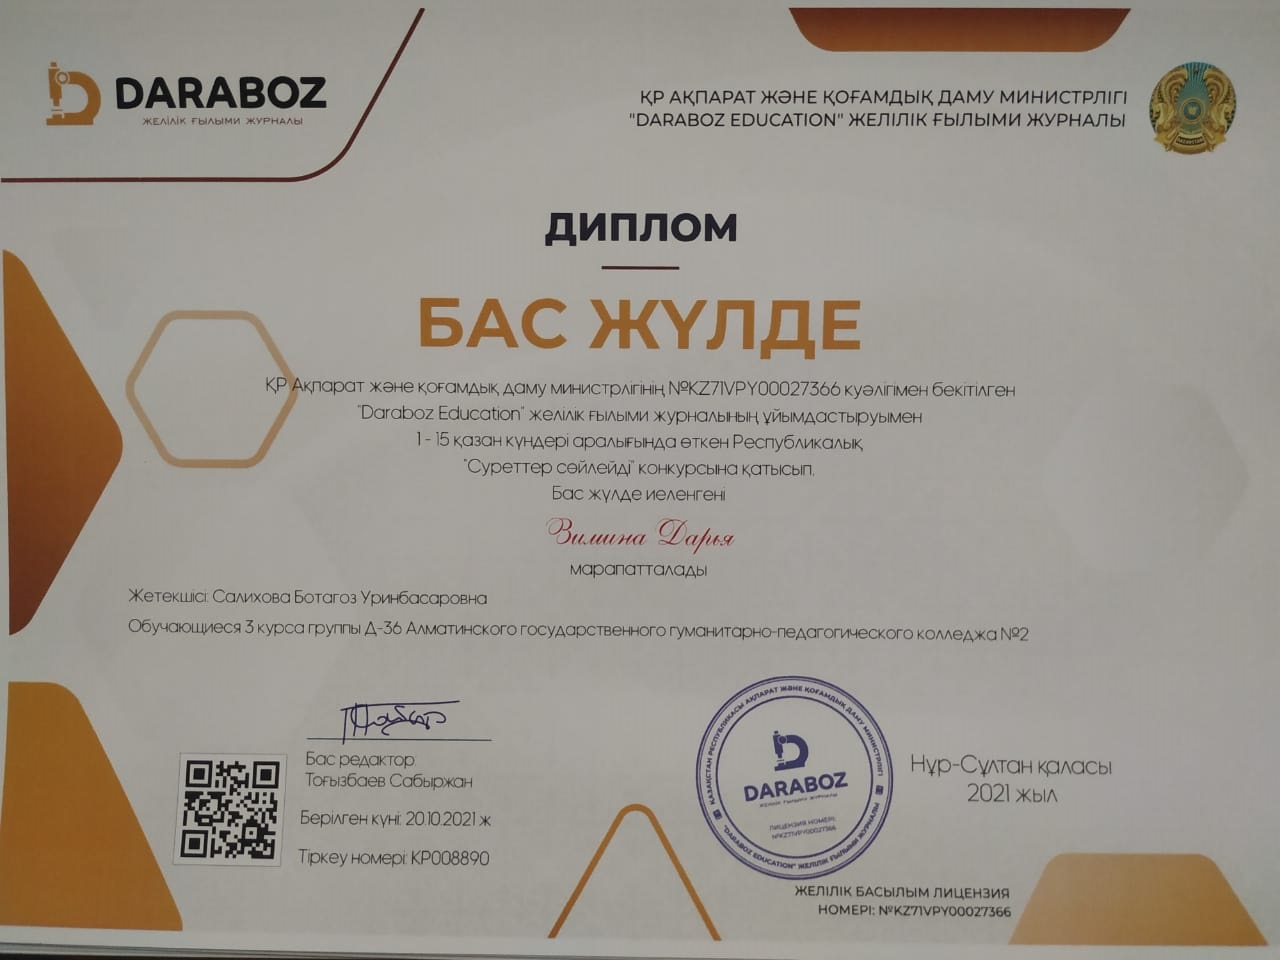 DARABOZ
ЖЕЛІЛІК ҒЫЛЫМИ ЖУРНАЛЫ
ҚР АҚПАРАТ ЖӘНЕ ҚОҒАМДЫҚ ДАМУ МИНИСТРЛІГІ
"DARABOZ EDUCATION" ЖЕЛІЛІК ҒЫЛЫМИ ЖУРНАЛЫ
ДИПЛОМ
БАС ЖҮЛДЕ
ҚР Ақпарат және қоғамдық даму министрлігінің №KZ71VPY00027366 куәлігімен бекітілген
"Daraboz Education" желілік ғылыми журналының ұйымдастыруымен
1 - 15 қазан күндері аралығында өткен Республикалық
"Суреттер сөйлейді" конкурсына қатысып,
Бас жүлде иеленгені
Зимина Дарья
марапатталады
Жетекшісі: Салихова Ботагоз Уринбасаровна
Обучающиеся 3 курса группы Д-36 Алматинского государственного гуманитарно-педагогического колледжа №2
Бас редактор:
Тоғызбаев Сабыржан
Берілген күні: 20.10.2021 ж
Тіркеу номері: КР008890
ҚАЗАҚСТАН РЕСПУБЛИКАСЫ АҚПАРАТ ЖӘНЕ ҚОҒАМДЫҚ ДАМУ МИНИСТРЛІГІ
DARABOZ
ЖЕЛІЛІК ҒЫЛЫМИ ЖУРНАЛЫ
ЛИЦЕНЗИЯ НОМЕРІ:
№KZ71VPY00027366
"DARABOZ EDUCATION" ЖЕЛІЛІК ҒЫЛЫМИ ЖУРНАЛЫ
Нұр-Сұлтан қаласы
2021 жыл
ЖЕЛІЛІК БАСЫЛЫМ ЛИЦЕНЗИЯ
НОМЕРІ: №KZ71VPY00027366